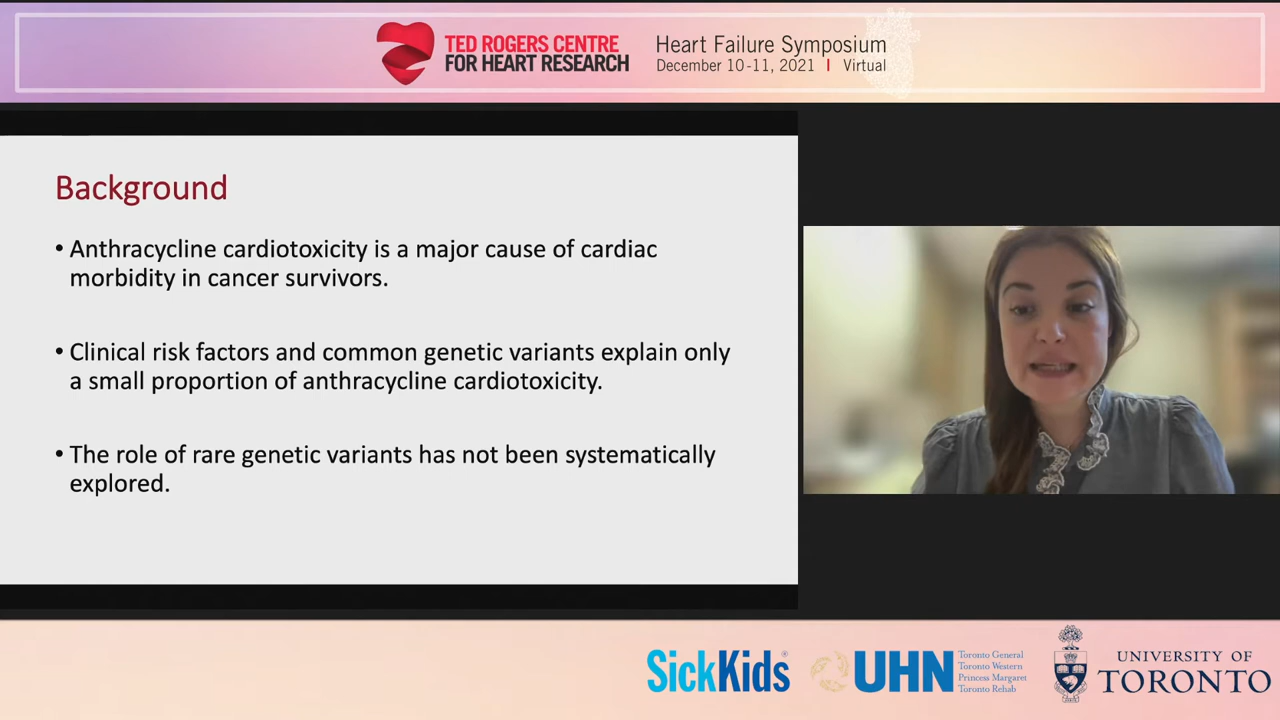 TED ROGERS CENTRE
FOR HEART RESEARCH
Heart Failure Symposium
December 10-11, 2021 | Virtual
Background
• Anthracycline cardiotoxicity is a major cause of cardiac
morbidity in cancer survivors.
• Clinical risk factors and common genetic variants explain only
a small proportion of anthracycline cardiotoxicity.
• The role of rare genetic variants has not been systematically
explored.
SickKids®
UHN
Toronto General
Toronto Western
Princess Margaret
Toronto Rehab
UNIVERSITY OF
TORONTO